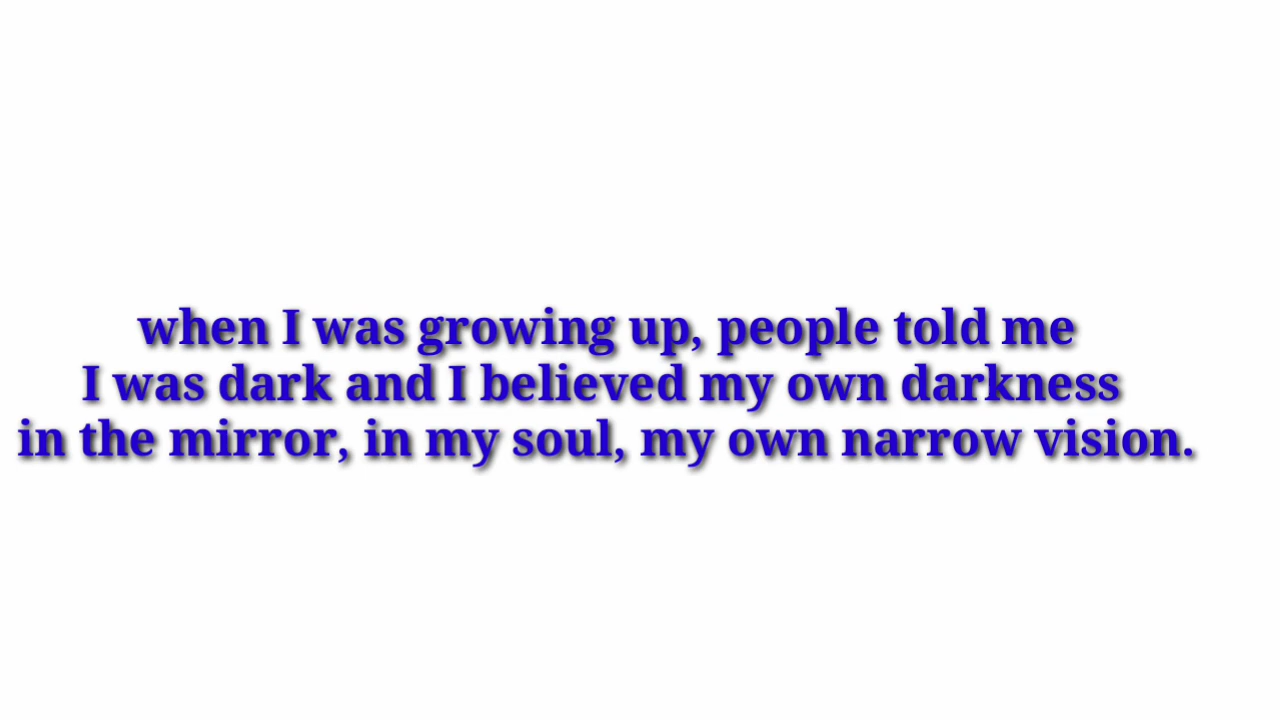 when I was growing up, people told me
I was dark and I believed my own darkness
in the mirror, in my soul, my own narrow vision.